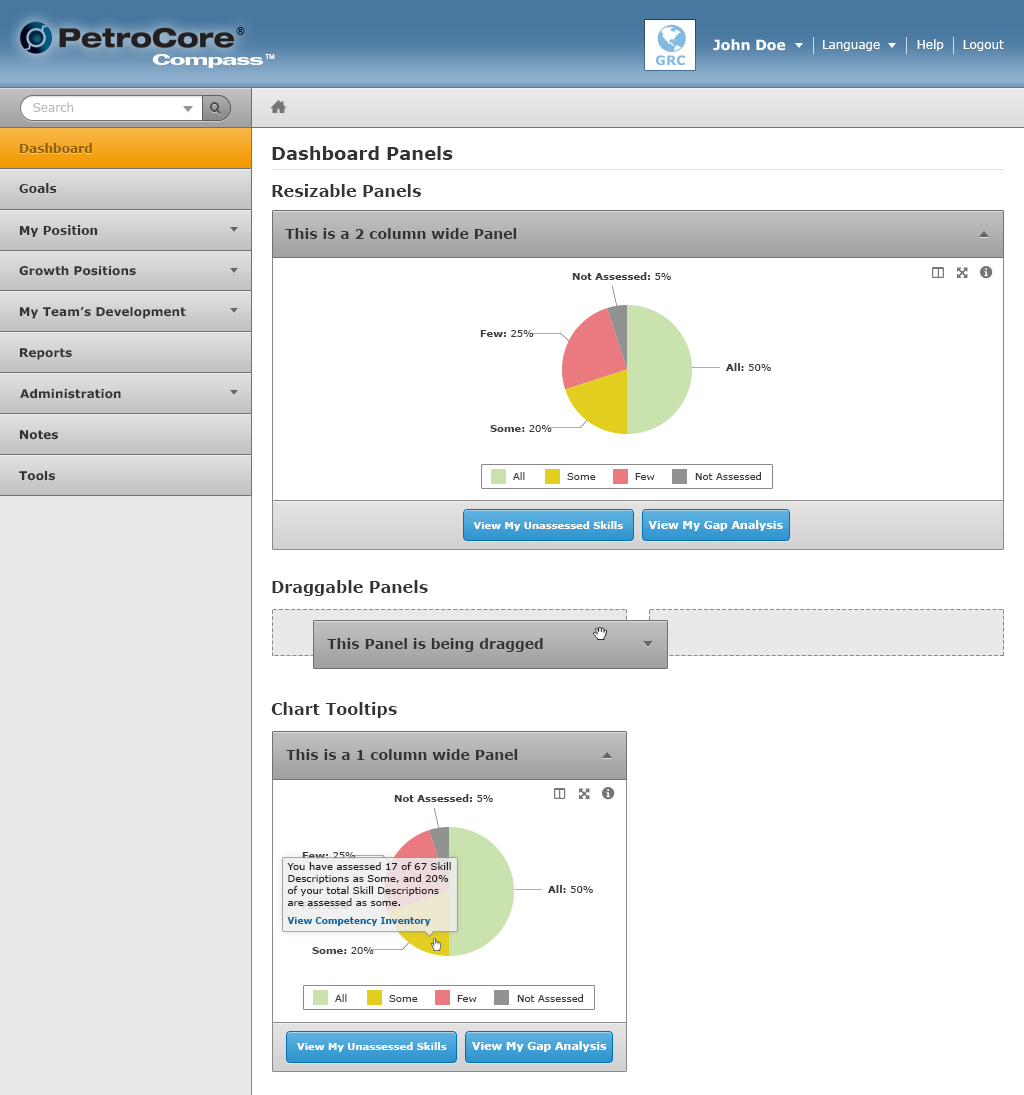 PetroCore®
Compass™
GRC
John Doe
Language
Help
Logout
Search
Dashboard
Goals
My Position
Growth Positions
My Team’s Development
Reports
Administration
Notes
Tools
Dashboard Panels
Resizable Panels
This is a 2 column wide Panel
Not Assessed: 5%
Few: 25%
All: 50%
Some: 20%
All Some Few Not Assessed
View My Unassessed Skills
View My Gap Analysis
Draggable Panels
This Panel is being dragged
Chart Tooltips
This is a 1 column wide Panel
Not Assessed: 5%
Few: 25%
You have assessed 17 of 67 Skill
Descriptions as Some, and 20%
of your total Skill Descriptions
are assessed as some.
View Competency Inventory
All: 50%
Some: 20%
All Some Few Not Assessed
View My Unassessed Skills
View My Gap Analysis